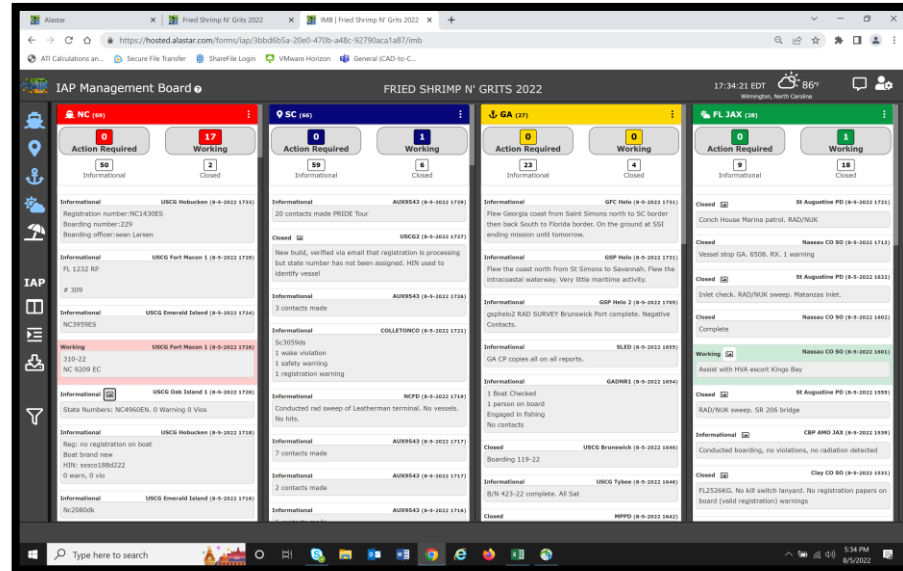 Alastar
Fried Shrimp N' Grits 2022
IMB | Fried Shrimp N' Grits 2022
https://hosted.alastar.com/forms/iap/3bbd6b5a-20e0-470b-a48c-92790aca1a87/imb
ATI Calculations an...
Secure File Transfer
ShareFile Login
VMware Horizon
General (CAD-to-C...
IAP Management Board
FRIED SHRIMP N' GRITS 2022
17:34:21 EDT
86°F
Wilmington, North Carolina
IAP
NC (69)
0
Action Required
17
Working
50
Informational
2
Closed
Informational USCG Hobucken (8-5-2022 1733)
Registration number:NC1430ES
Boarding number:229
Boarding officer:sean Larsen
Informational USCG Fort Macon 1 (8-5-2022 1729)
FL 1232 RP
# 309
Informational USCG Emerald Island (8-5-2022 1724)
NC3959ES
Working USCG Fort Macon 1 (8-5-2022 1720)
310-22
NC 9209 EC
Informational USCG Oak Island 1 (8-5-2022 1720)
State Numbers: NC4960EN. 0 Warning 0 Vios
Informational USCG Hobucken (8-5-2022 1718)
Reg: no registration on boat
Boat brand new
HIN: sxsco188d222
0 warn, 0 vio
Informational USCG Emerald Island (8-5-2022 1710)
Nc2080dk
SC (66)
0
Action Required
1
Working
59
Informational
6
Closed
Informational AUX9543 (8-5-2022 1729)
20 contacts made PRIDE Tour
Closed USCG2 (8-5-2022 1727)
New build, verified via email that registration is processing
but state number has not been assigned. HIN used to
identify vessel
Informational AUX9543 (8-5-2022 1726)
3 contacts made
Informational COLLETONCO (8-5-2022 1721)
Sc3059ds
1 wake violation
1 safety warning
1 registration warning
Informational NCPD (8-5-2022 1719)
Conducted rad sweep of Leatherman terminal. No vessels.
No hits.
Informational AUX9543 (8-5-2022 1717)
7 contacts made
Informational AUX9543 (8-5-2022 1717)
2 contacts made
Informational AUX9543 (8-5-2022 1716)
GA (27)
0
Action Required
0
Working
23
Informational
4
Closed
Informational GFC Helo (8-5-2022 1731)
Flew Georgia coast from Saint Simons north to SC border
then back South to Florida border. On the ground at SSI
ending mission until tomorrow.
Informational GSP Helo (8-5-2022 1731)
Flew the coast north from St Simons to Savannah. Flew the
intracoastal waterway. Very little maritime activity.
Informational GSP Helo 2 (8-5-2022 1705)
gsphelo2 RAD SURVEY Brunswick Port complete. Negative
Contacts.
Informational SLED (8-5-2022 1655)
GA CP copies all on all reports.
Informational GADNR1 (8-5-2022 1654)
1 Boat Checked
1 person on board
Engaged in fishing
No contacts
Closed USCG Brunswick (8-5-2022 1646)
Boarding 119-22
Informational USCG Tybee (8-5-2022 1646)
B/N 423-22 complete. All Sat
Closed MPPD (8-5-2022 1642)
FL JAX (28)
0
Action Required
1
Working
9
Informational
18
Closed
Closed St Augustine PD (8-5-2022 1721)
Conch House Marina patrol. RAD/NUK
Closed Nassau CO SO (8-5-2022 1713)
Vessel stop GA. 6508. RX. 1 warning
Closed St Augustine PD (8-5-2022 1622)
Inlet check. RAD/NUK sweep. Matanzas inlet.
Closed Nassau CO SO (8-5-2022 1602)
Complete
Working Nassau CO SO (8-5-2022 1601)
Assist with HVA escort Kings Bay
Closed St Augustine PD (8-5-2022 1555)
RAD/NUK sweep. SR 206 bridge
Informational CBP AMO JAX (8-5-2022 1539)
Conducted boarding, no violations, no radiation detected
Closed Clay CO SO (8-5-2022 1531)
FL2526KG. No kill switch lanyard. No registration papers on
board (valid registration) warnings
Type here to search
5:34 PM
8/5/2022